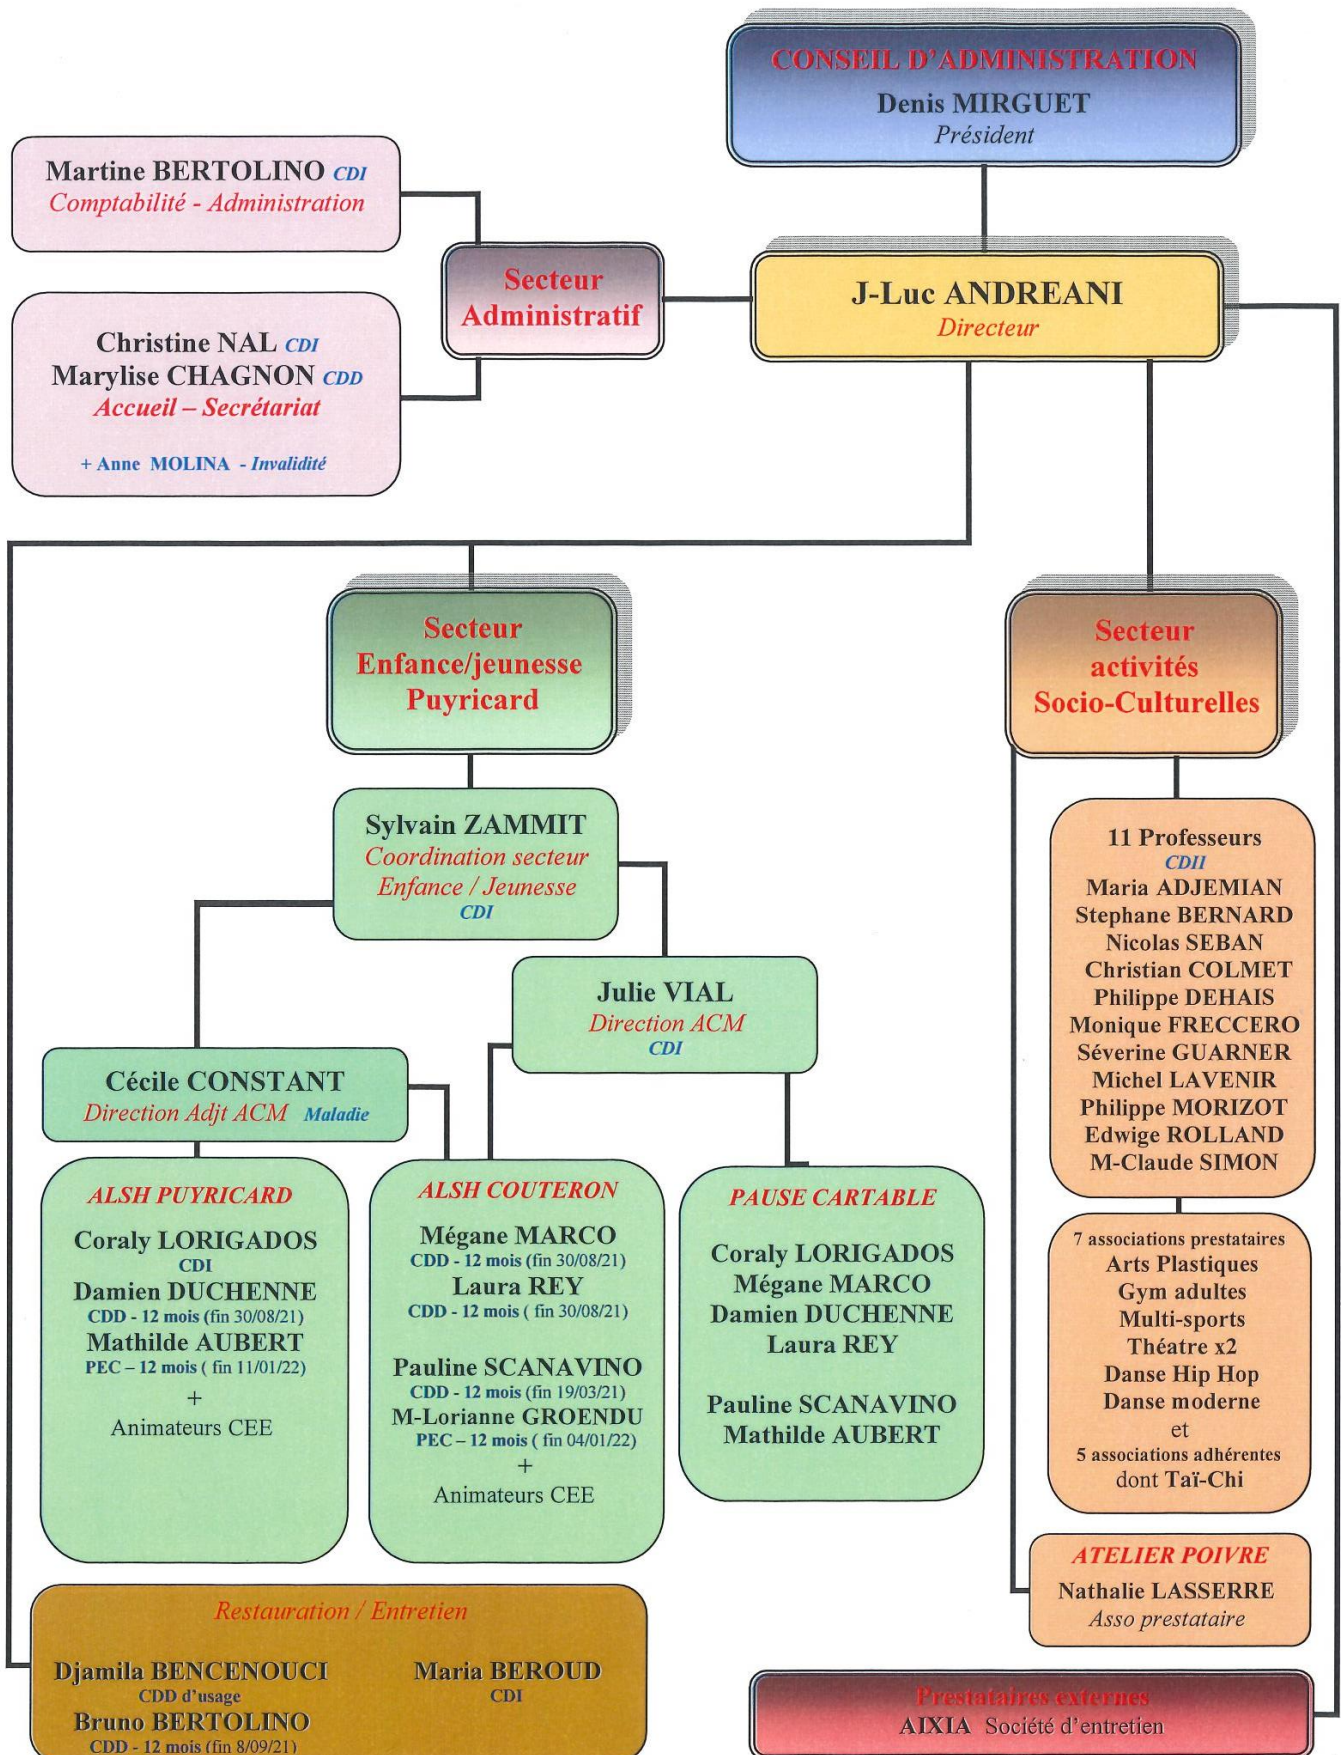 CONSEIL D'ADMINISTRATION
Denis MIRGUET
Président
Martine BERTOLINO CDI
Comptabilité - Administration
Secteur
Administratif
J-Luc ANDREANI
Directeur
Christine NAL CDI
Marylise CHAGNON CDD
Accueil – Secrétariat
+ Anne MOLINA - Invalidité
Secteur
Enfance/jeunesse
Puyricard
Secteur
activités
Socio-Culturelles
Sylvain ZAMMIT
Coordination secteur
Enfance / Jeunesse
CDI
Julie VIAL
Direction ACM
CDI
Cécile CONSTANT
Direction Adjt ACM Maladie
ALSH PUYRICARD
Coraly LORIGADOS
CDI
Damien DUCHENNE
CDD - 12 mois (fin 30/08/21)
Mathilde AUBERT
PEC – 12 mois ( fin 11/01/22)
+
Animateurs CEE
ALSH COUTERON
Mégane MARCO
CDD - 12 mois (fin 30/08/21)
Laura REY
CDD - 12 mois ( fin 30/08/21)
Pauline SCANAVINO
CDD - 12 mois (fin 19/03/21)
M-Lorianne GROENDU
PEC – 12 mois ( fin 04/01/22)
+
Animateurs CEE
PAUSE CARTABLE
Coraly LORIGADOS
Mégane MARCO
Damien DUCHENNE
Laura REY
Pauline SCANAVINO
Mathilde AUBERT
11 Professeurs
CDII
Maria ADJEMIAN
Stephane BERNARD
Nicolas SEBAN
Christian COLMET
Philippe DEHAIS
Monique FRECCERO
Séverine GUARNER
Michel LAVENIR
Philippe MORIZOT
Edwige ROLLAND
M-Claude SIMON
7 associations prestataires
Arts Plastiques
Gym adultes
Multi-sports
Théatre x2
Danse Hip Hop
Danse moderne
et
5 associations adhérentes
dont Taï-Chi
ATELIER POIVRE
Nathalie LASSERRE
Asso prestataire
Restauration / Entretien
Djamila BENCENOUCI
CDD d'usage
Bruno BERTOLINO
CDD - 12 mois (fin 8/09/21)
Maria BEROUD
CDI
Prestataires externes
AIXIA Société d'entretien